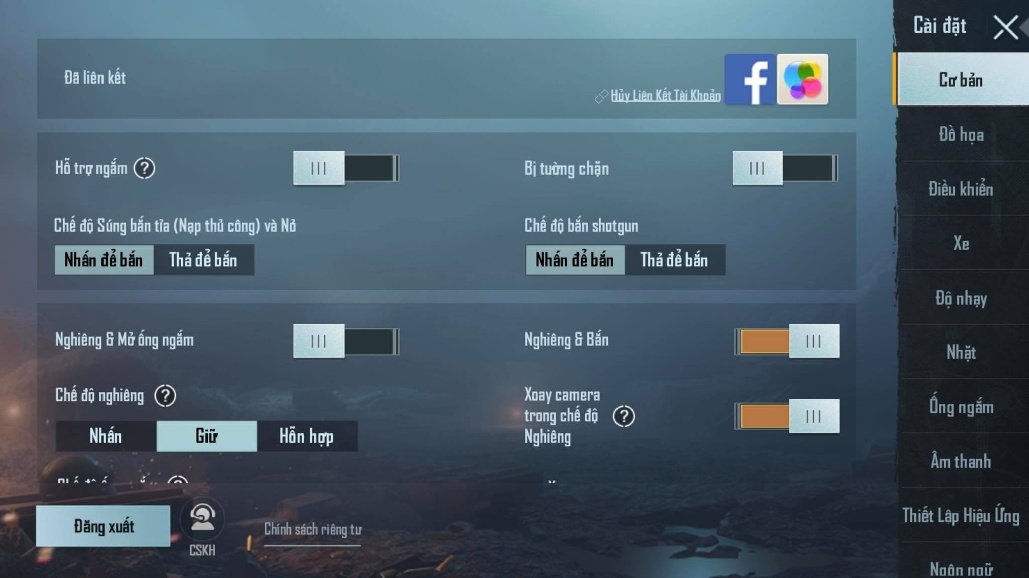 Cài đặt
Đã liên kết
Hủy Liên Kết Tài Khoản
Cơ bản
Đồ họa
Điều khiển
Xe
Độ nhạy
Nhặt
Ống ngắm
Âm thanh
Thiết Lập Hiệu Ứng
Ngôn ngữ
Hỗ trợ ngắm ?
Bị tường chặn
Chế độ Súng bắn tỉa (Nạp thủ công) và Nỏ
Chế độ bắn shotgun
Nhấn để bắn Thả để bắn
Nhấn để bắn Thả để bắn
Nghiêng & Mở ống ngắm
Nghiêng & Bắn
Chế độ nghiêng ?
Nhấn Giữ Hỗn hợp
Xoay camera
trong chế độ ?
Nghiêng
Đăng xuất
CSKH
Chính sách riêng tư